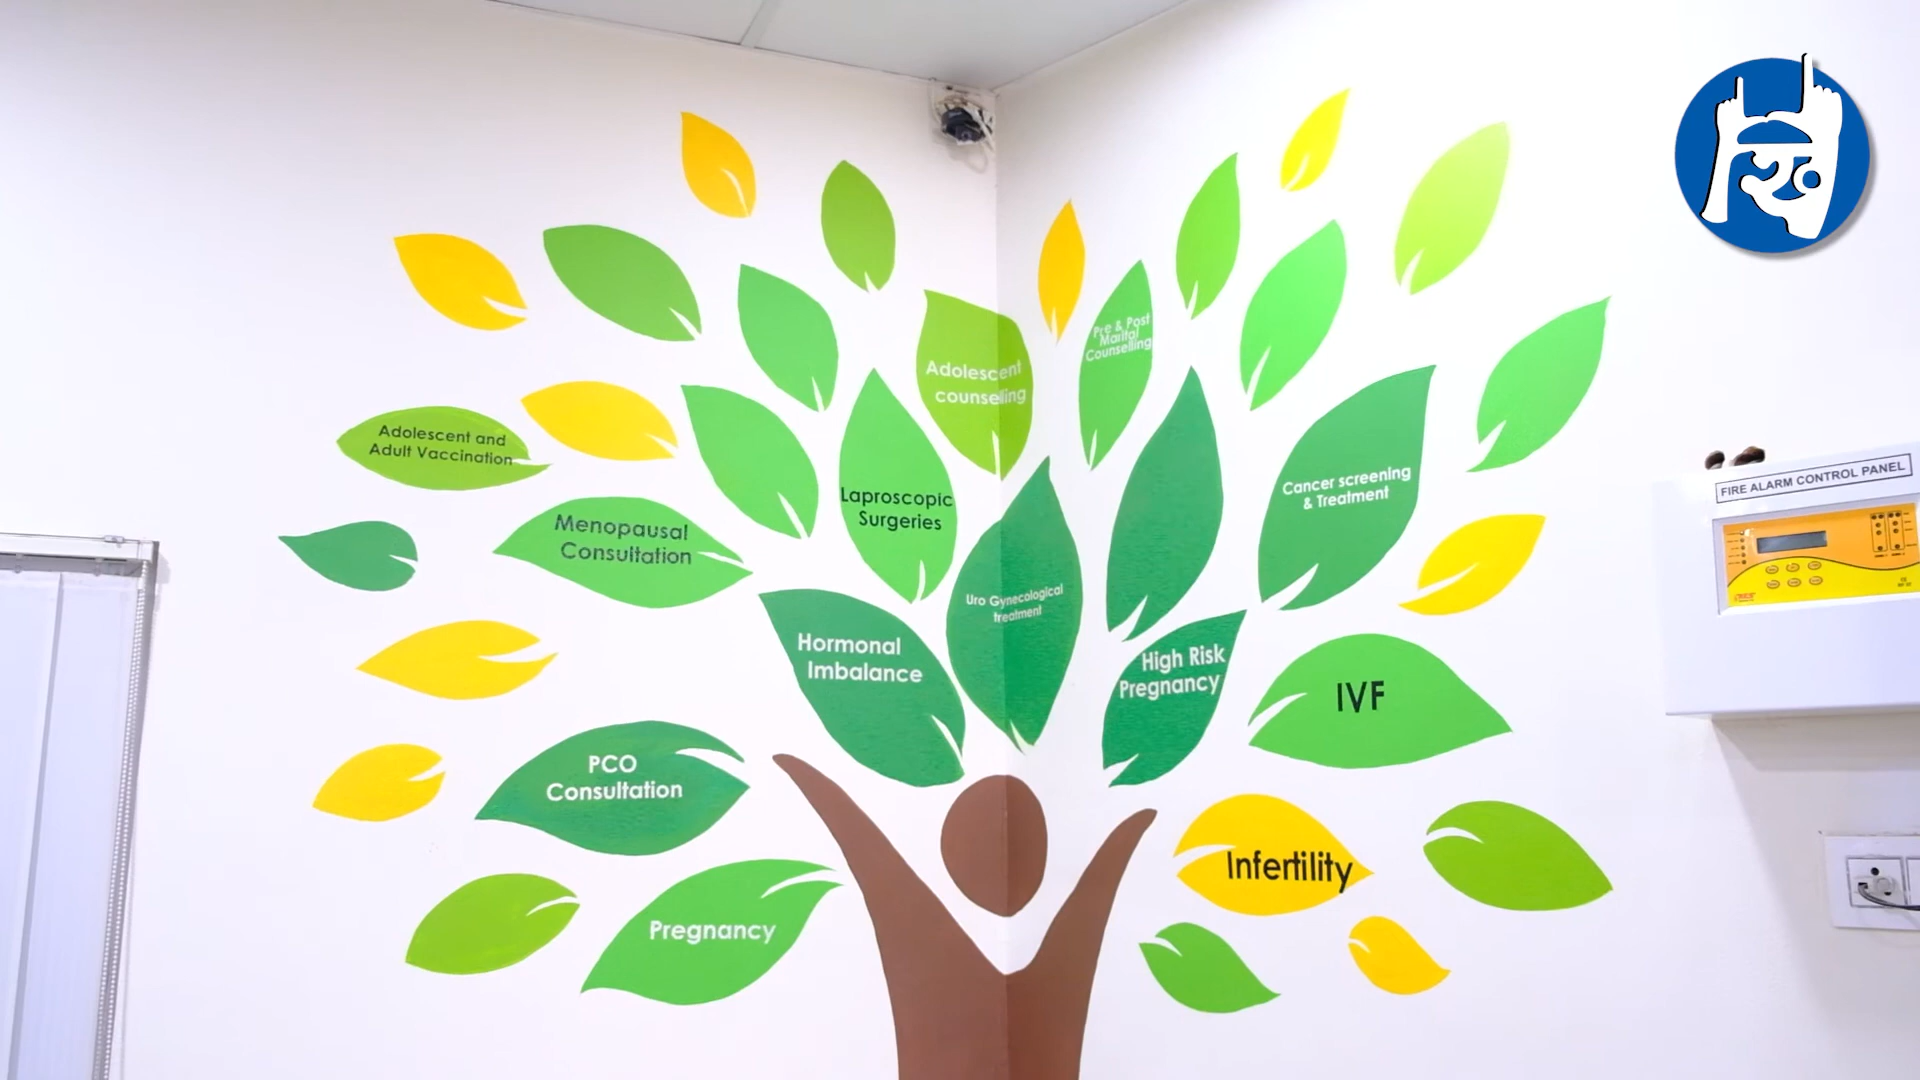 Adolescent
counselling
Pre & Post
Marital
Counselling
Adolescent and
Adult Vaccination
Menopausal
Consultation
Laproscopic
Surgeries
Cancer screening
& Treatment
Uro Gynecological
treatment
Hormonal
Imbalance
High Risk
Pregnancy
IVF
PCO
Consultation
Infertility
Pregnancy
FIRE ALARM CONTROL PANEL